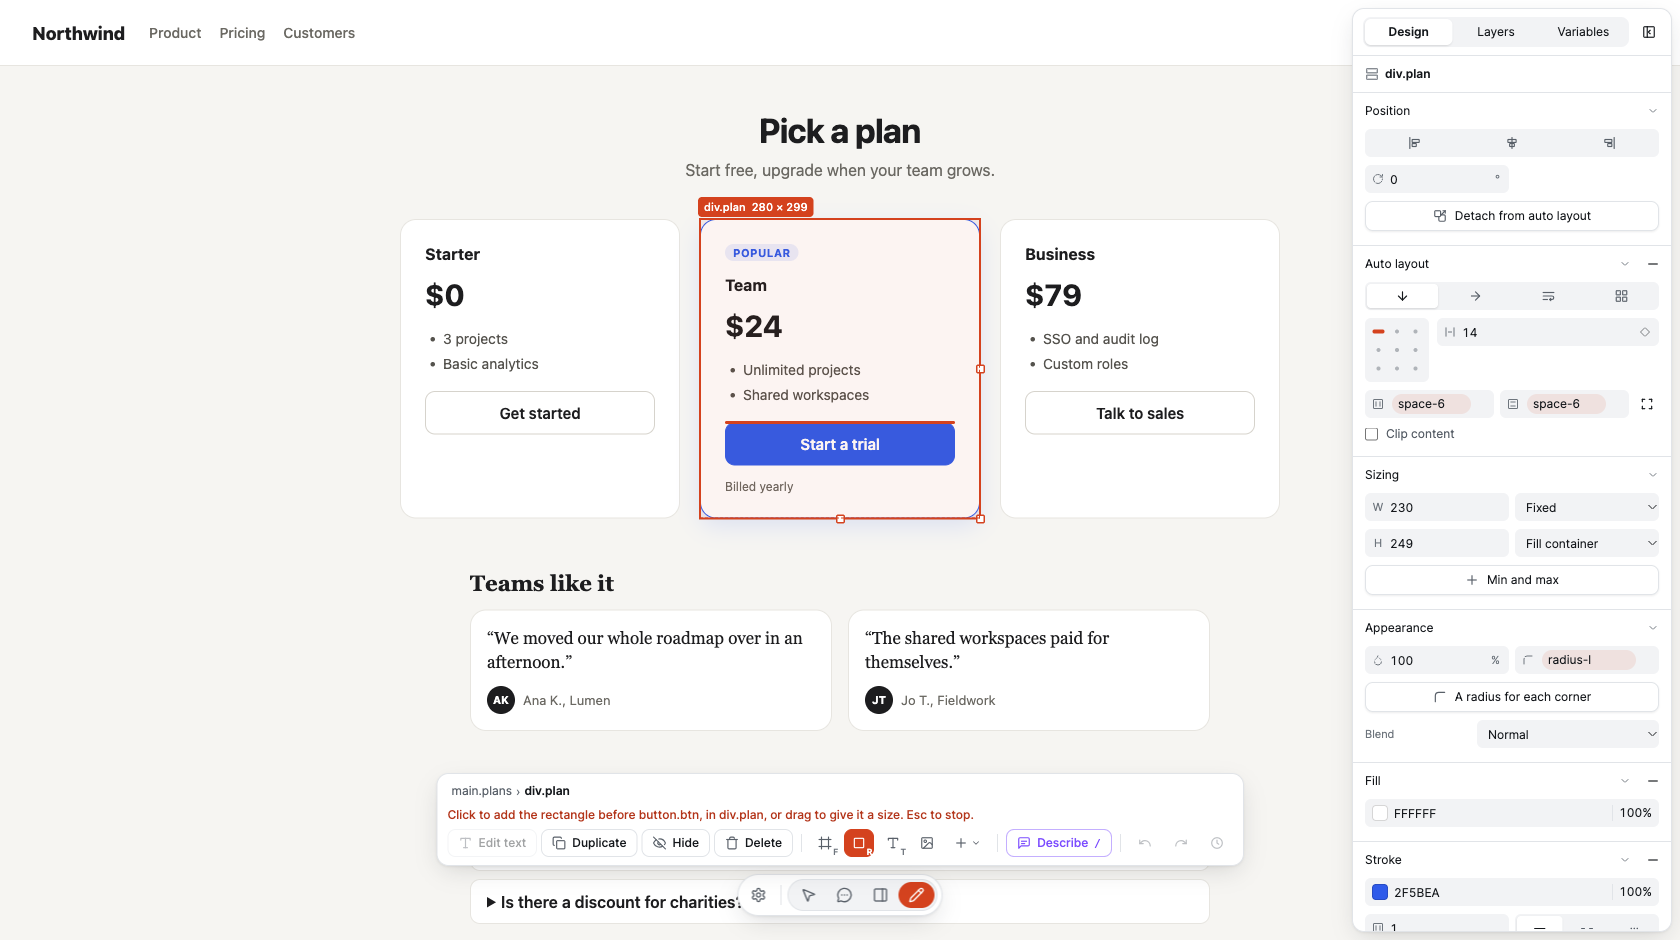 Northwind Product Pricing Customers
Pick a plan
Start free, upgrade when your team grows.
div.plan 280 × 299
Starter
$0
3 projects
Basic analytics
Get started
POPULAR
Team
$24
Unlimited projects
Shared workspaces
Start a trial
Billed yearly
Business
$79
SSO and audit log
Custom roles
Talk to sales
Teams like it
“We moved our whole roadmap over in an
afternoon.”
AK Ana K., Lumen
“The shared workspaces paid for
themselves.”
JT Jo T., Fieldwork
main.plans › div.plan
Click to add the rectangle before button.btn, in div.plan, or drag to give it a size. Esc to stop.
Edit text Duplicate Hide Delete F R T Describe /
Is there a discount for charities?
Design Layers Variables
div.plan
Position
0 °
Detach from auto layout
Auto layout
14
space-6 space-6
Clip content
Sizing
W 230 Fixed
H 249 Fill container
Min and max
Appearance
100 % radius-l
A radius for each corner
Blend Normal
Fill
FFFFFF 100%
Stroke
2F5BEA 100%
1